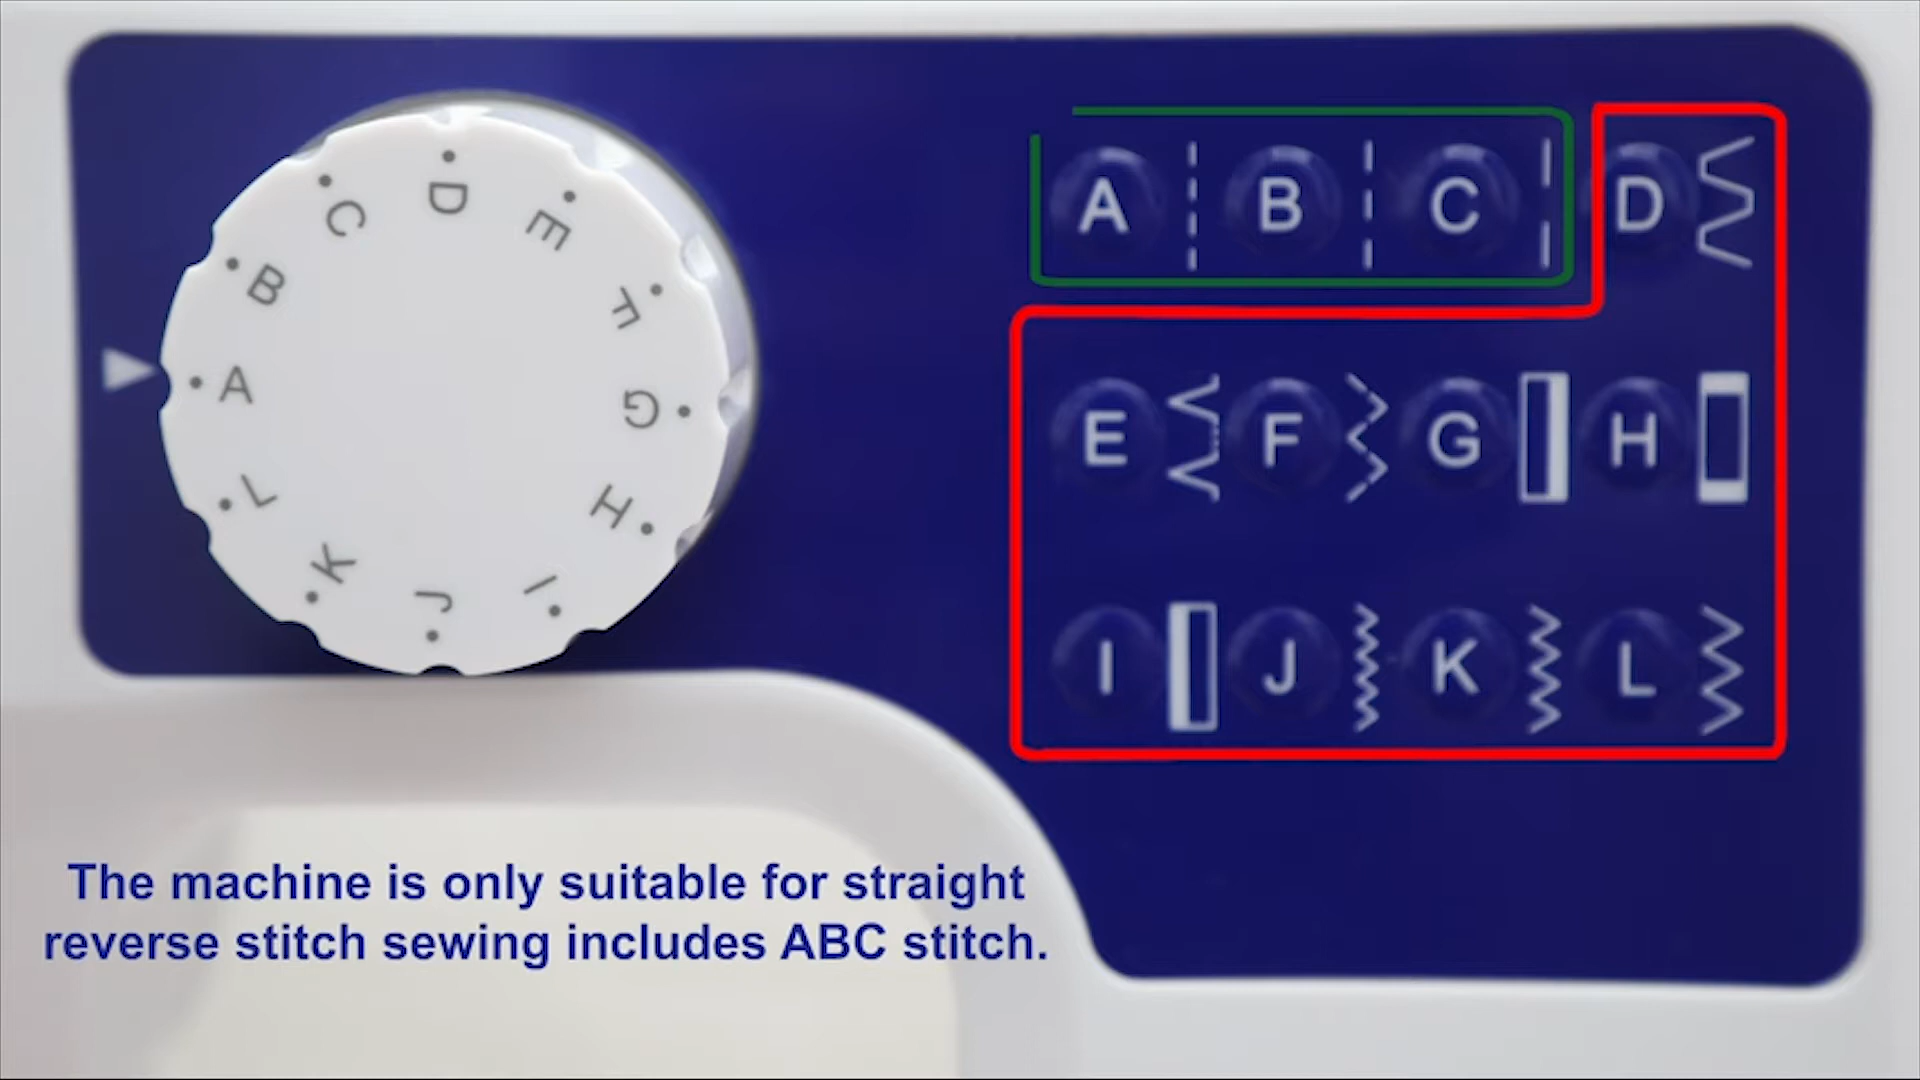 A B C D
E F G H
I J K L
D
C
E
B
F
A
G
L
H
K
I
J
The machine is only suitable for straight
reverse stitch sewing includes ABC stitch.